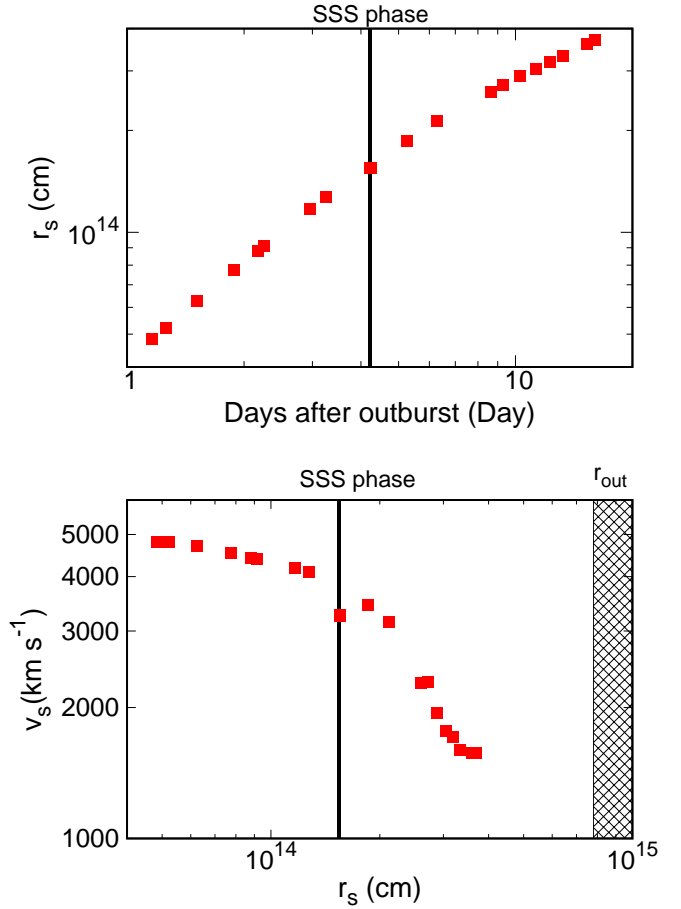 SSS phase
r_s (cm)
10^14
1
10
Days after outburst (Day)
SSS phase
r_out
v_s(km s^-1)
5000
4000
3000
2000
1000
10^14
10^15
r_s (cm)